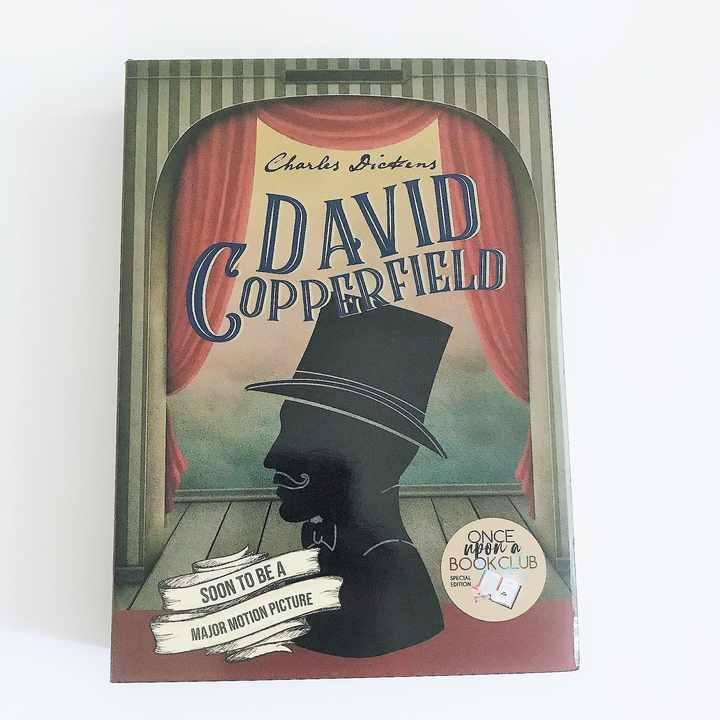 Charles Dickens
DAVID
COPPERFIELD
SOON TO BE A
MAJOR MOTION PICTURE
ONCE
upon a
BOOK CLUB
SPECIAL
EDITION